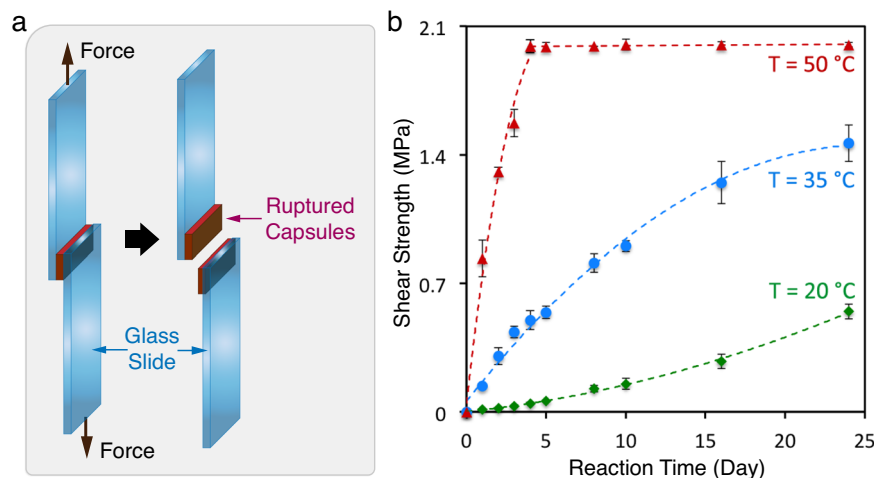 a
Force
Ruptured
Capsules
Glass
Slide
Force
b
2.1
1.4
0.7
0
Shear Strength (MPa)
T = 50 °C
T = 35 °C
T = 20 °C
0
5
10
15
20
25
Reaction Time (Day)